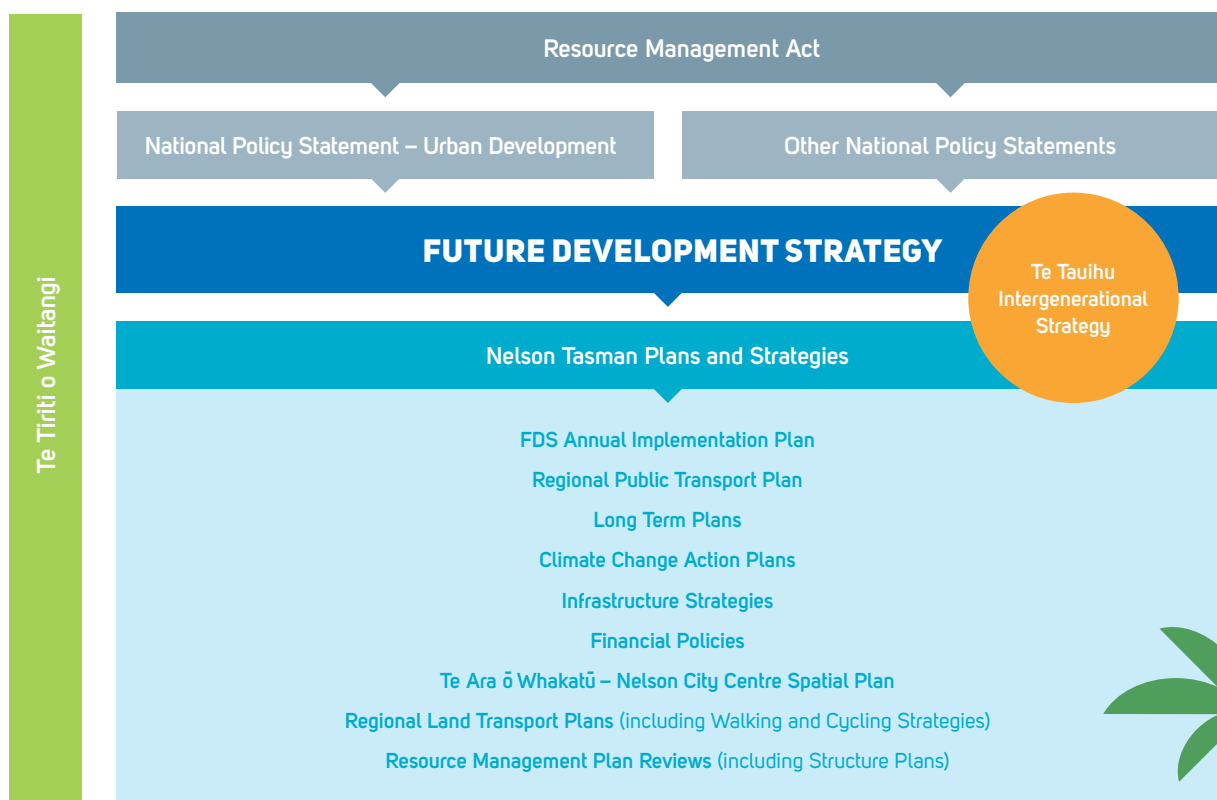 Te Tiriti o Waitangi
Resource Management Act
National Policy Statement – Urban Development
Other National Policy Statements
FUTURE DEVELOPMENT STRATEGY
Te Tauihu
Intergenerational
Strategy
Nelson Tasman Plans and Strategies
FDS Annual Implementation Plan
Regional Public Transport Plan
Long Term Plans
Climate Change Action Plans
Infrastructure Strategies
Financial Policies
Te Ara ō Whakatū – Nelson City Centre Spatial Plan
Regional Land Transport Plans (including Walking and Cycling Strategies)
Resource Management Plan Reviews (including Structure Plans)